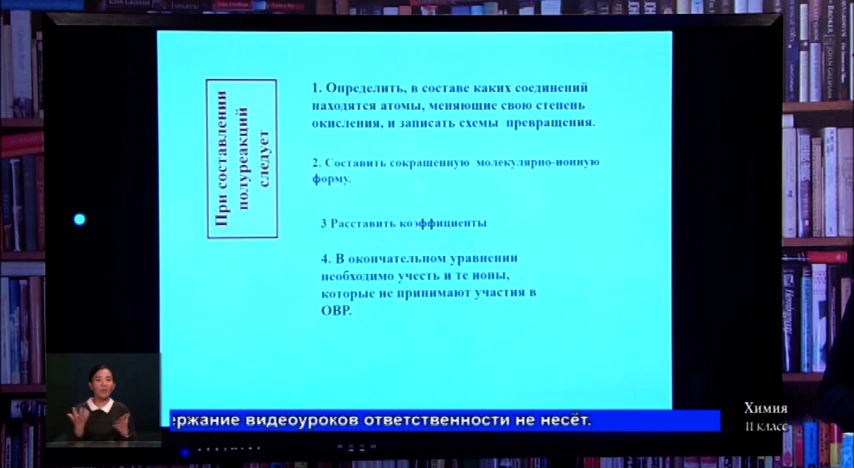 При составлении
полуреакций
следует
1. Определить, в составе каких соединений
находятся атомы, меняющие свою степень
окисления, и записать схемы превращения.
2. Составить сокращенную молекулярно-ионную
форму.
3 Расставить коэффициенты
4. В окончательном уравнении
необходимо учесть и те ионы,
которые не принимают участия в
ОВР.
ержание видеоуроков ответственности не несёт.
Химия
11 класс